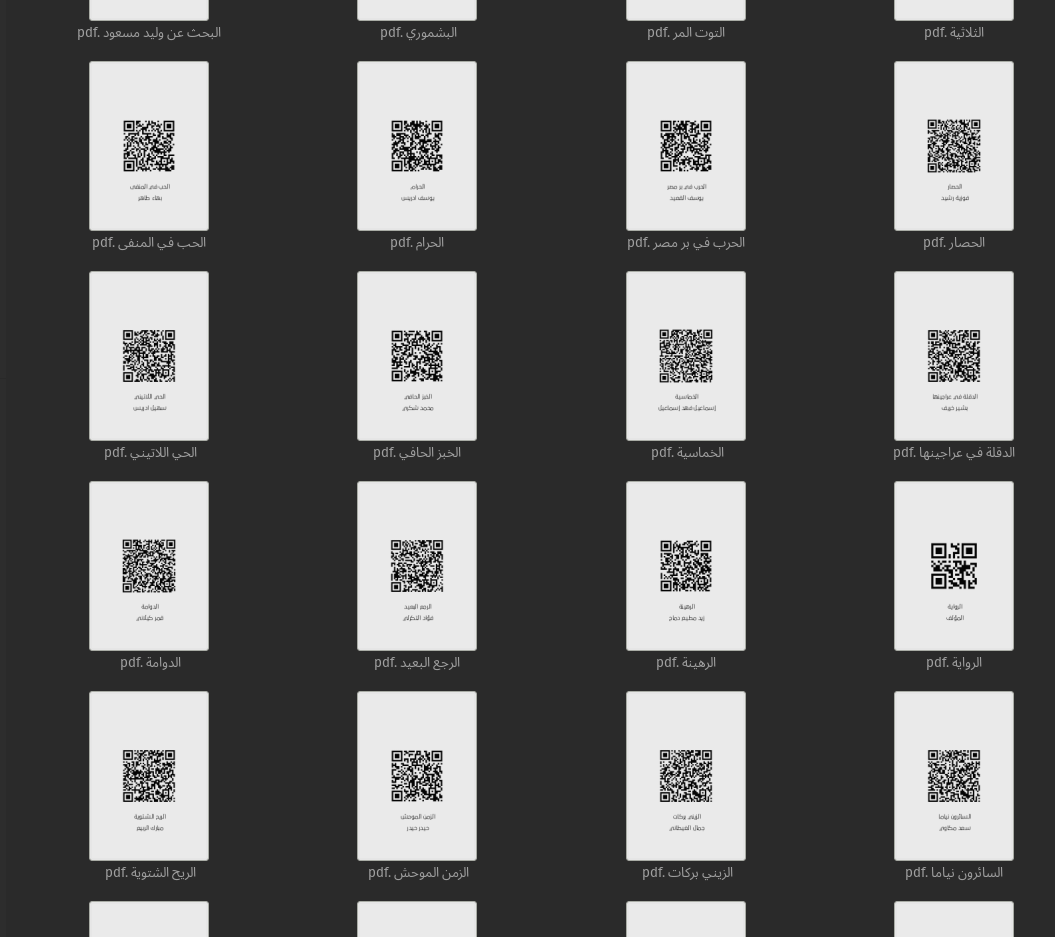 الثلاثية .pdf
التوت المر .pdf
البشموري .pdf
البحث عن وليد مسعود .pdf
الحصار
فوزية رشيد
الحصار .pdf
الحرب في بر مصر
يوسف القعيد
الحرب في بر مصر .pdf
الحرام
يوسف ادريس
الحرام .pdf
الحب في المنفى
بهاء طاهر
الحب في المنفى .pdf
الدقلة في عراجينها
بشير خريف
الدقلة في عراجينها .pdf
الخماسية
إسماعيل فهد إسماعيل
الخماسية .pdf
الخبز الحافي
محمد شكري
الخبز الحافي .pdf
الحي اللاتيني
سهيل ادريس
الحي اللاتيني .pdf
الرواية
المؤلف
الرواية .pdf
الرهينة
زيد مطيع دماج
الرهينة .pdf
الرجع البعيد
فؤاد التكرلي
الرجع البعيد .pdf
الدوامة
قمر كيلاني
الدوامة .pdf
السائرون نياما
سعد مكاوي
السائرون نياما .pdf
الزيني بركات
جمال الغيطاني
الزيني بركات .pdf
الزمن الموحش
حيدر حيدر
الزمن الموحش .pdf
الريح الشتوية
مبارك الربيع
الريح الشتوية .pdf